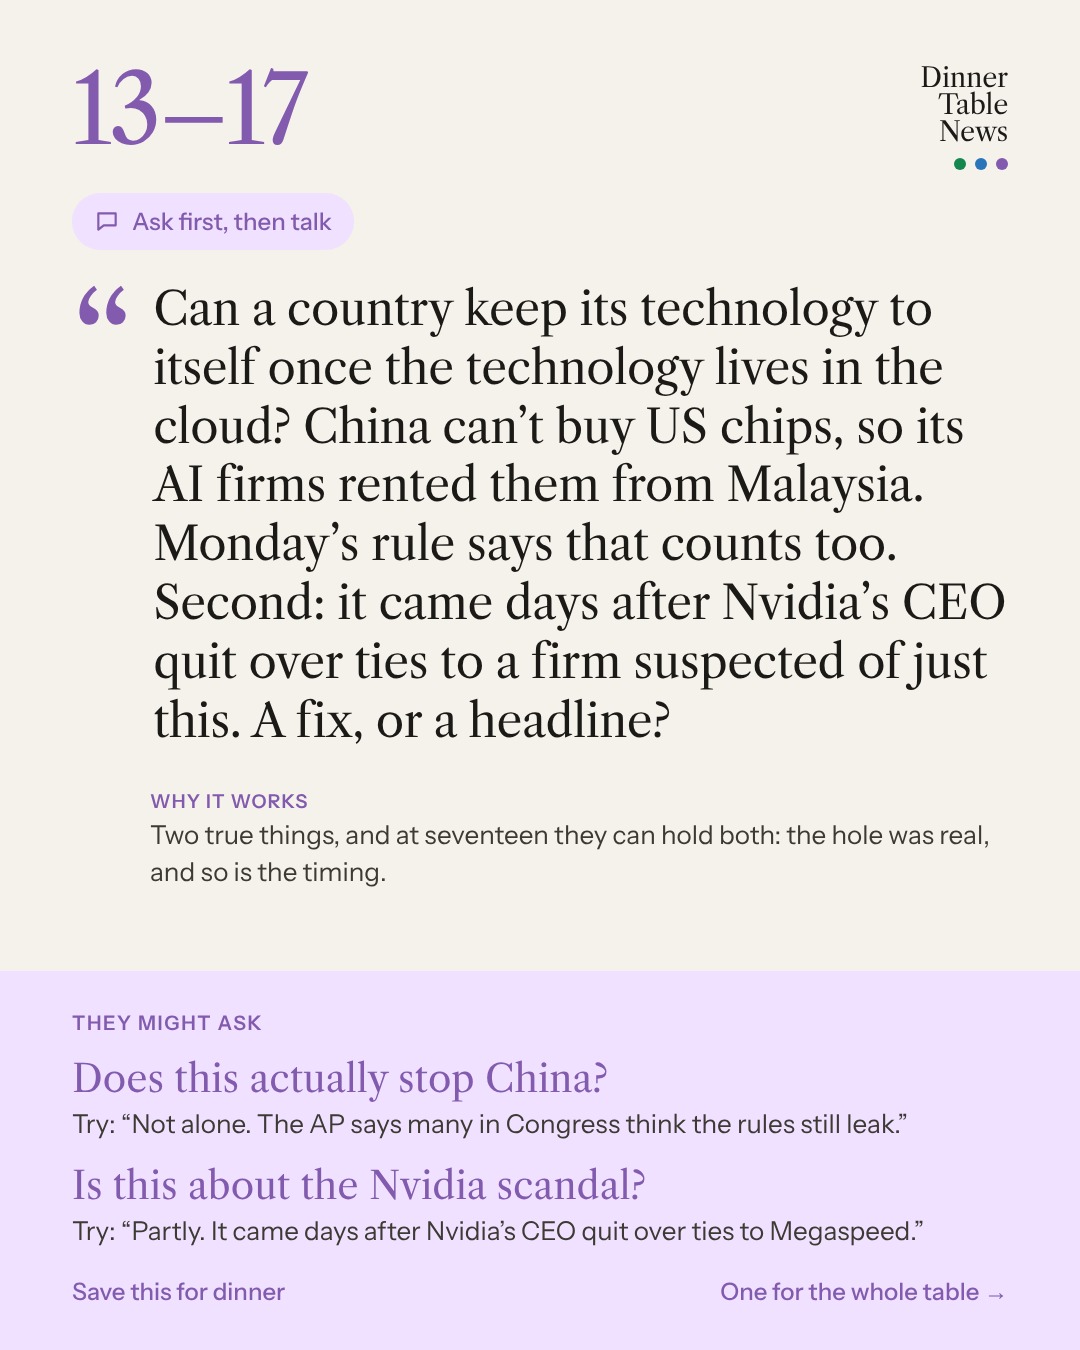 13–17
Dinner
Table
News
Ask first, then talk
“Can a country keep its technology to
itself once the technology lives in the
cloud? China can’t buy US chips, so its
AI firms rented them from Malaysia.
Monday’s rule says that counts too.
Second: it came days after Nvidia’s CEO
quit over ties to a firm suspected of just
this. A fix, or a headline?
WHY IT WORKS
Two true things, and at seventeen they can hold both: the hole was real,
and so is the timing.
THEY MIGHT ASK
Does this actually stop China?
Try: “Not alone. The AP says many in Congress think the rules still leak.”
Is this about the Nvidia scandal?
Try: “Partly. It came days after Nvidia’s CEO quit over ties to Megaspeed.”
Save this for dinner
One for the whole table →